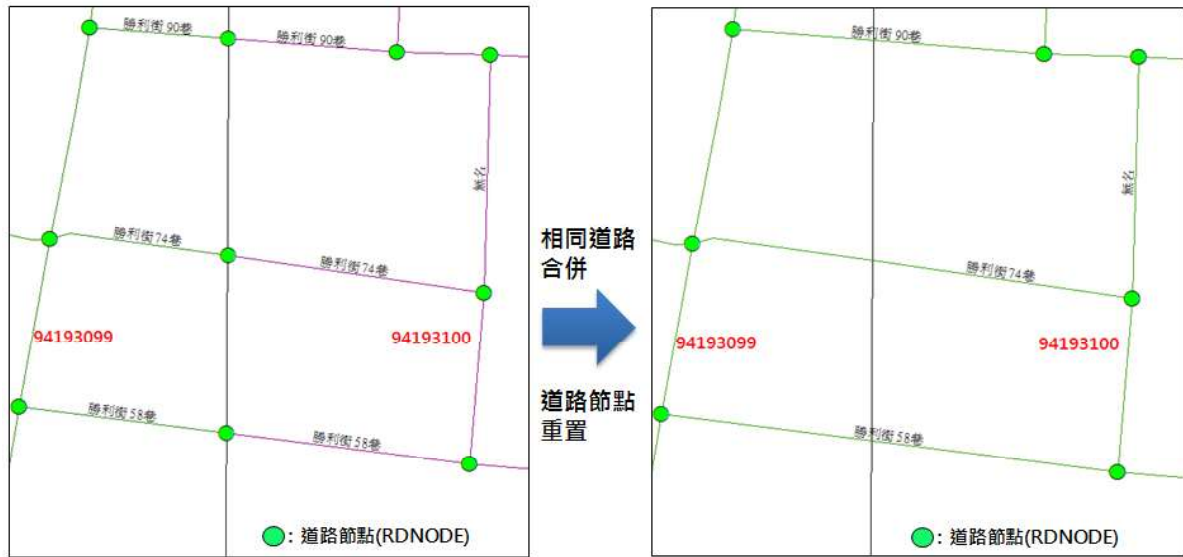 勝利街 90巷
勝利街 90巷
無名
勝利街 74巷
勝利街 74巷
94193099
94193100
勝利街 58巷
勝利街 58巷
: 道路節點(RDNODE)
相同道路
合併
道路節點
重置
勝利街 90巷
無名
勝利街 74巷
94193099
94193100
勝利街 58巷
: 道路節點(RDNODE)